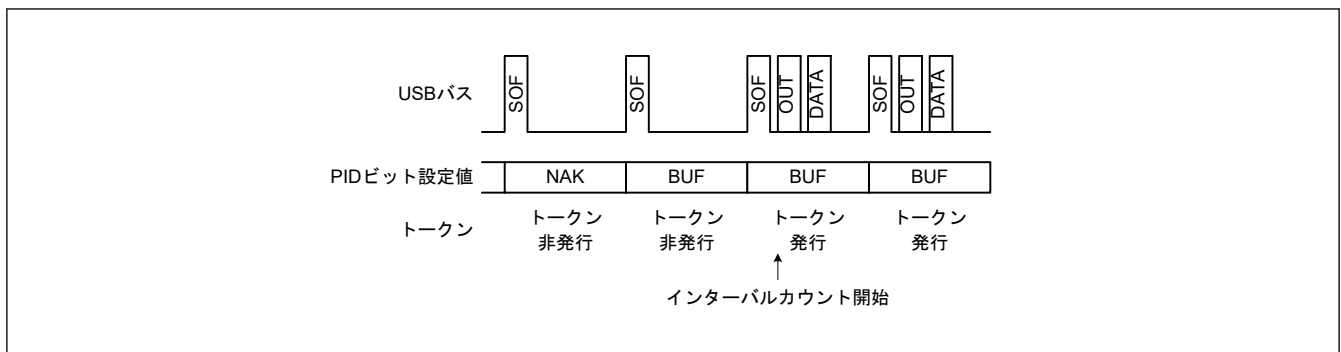 USBバス
SOF
SOF
SOF
OUT
DATA
SOF
OUT
DATA
PIDビット設定値
NAK
BUF
BUF
BUF
トークン
トークン
非発行
トークン
非発行
トークン
発行
トークン
発行
インターバルカウント開始